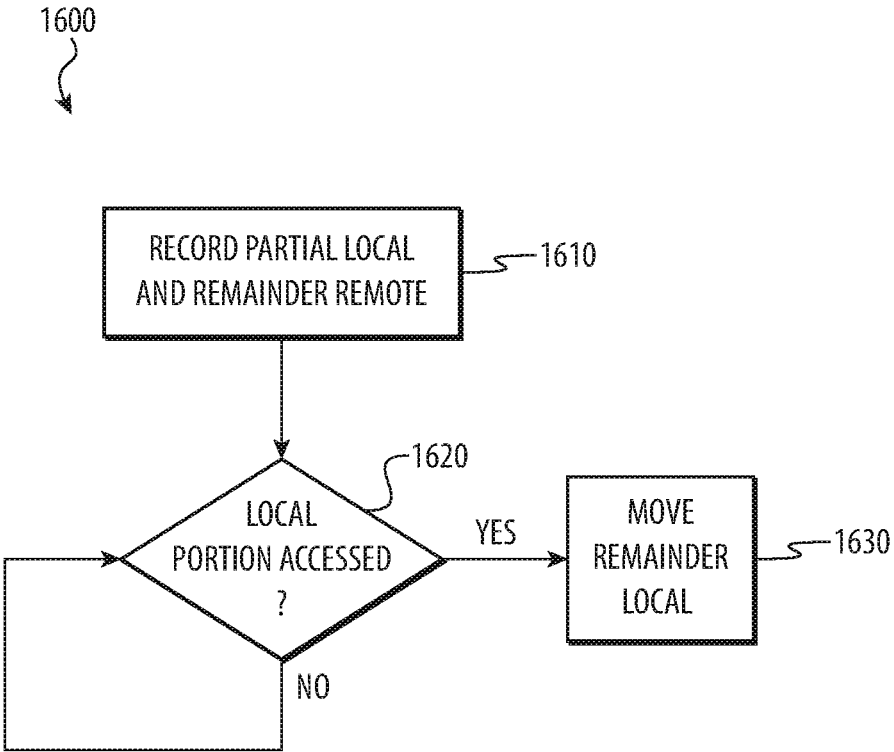 1600
RECORD PARTIAL LOCAL
AND REMAINDER REMOTE
1610
1620
LOCAL
PORTION ACCESSED
?
YES
MOVE
REMAINDER
LOCAL
1630
NO